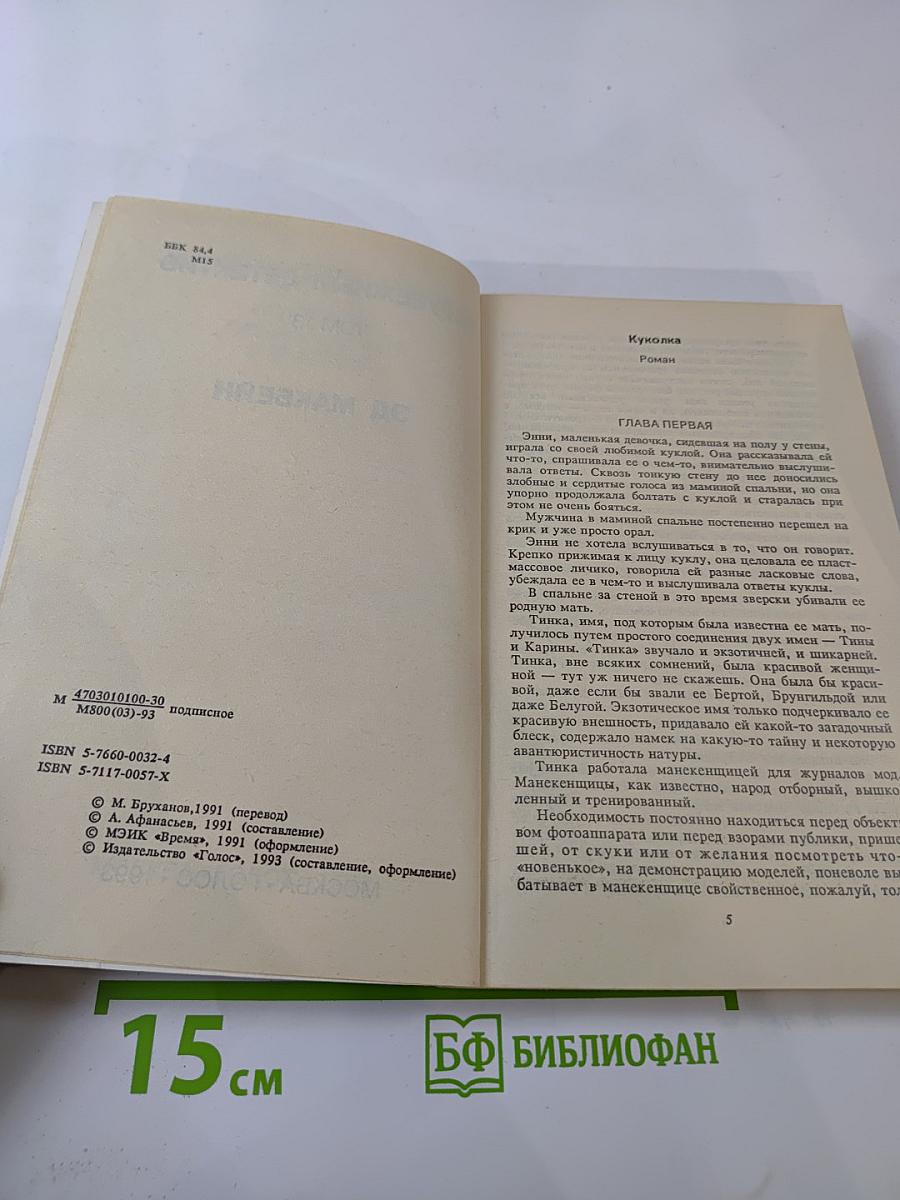 ББК 84,4
М15
М 4703010100-30
М800(03)-93 подписное
ISBN 5-7660-0032-4
ISBN 5-7117-0057-X
© М. Бруханов,1991 (перевод)
© А. Афанасьев, 1991 (составление)
© МЭИК «Время», 1991 (оформление)
© Издательство «Голос», 1993 (составление, оформление)
Куколка
Роман
ГЛАВА ПЕРВАЯ
Энни, маленькая девочка, сидевшая на полу у стены,
играла со своей любимой куклой. Она рассказывала ей
что-то, спрашивала ее о чем-то, внимательно выслуши-
вала ответы. Сквозь тонкую стену до нее доносились
злобные и сердитые голоса из маминой спальни, но она
упорно продолжала болтать с куклой и старалась при
этом не очень бояться.
Мужчина в маминой спальне постепенно перешел на
крик и уже просто орал.
Энни не хотела вслушиваться в то, что он говорит.
Крепко прижимая к лицу куклу, она целовала ее пласт-
массовое личико, говорила ей разные ласковые слова,
убеждала ее в чем-то и выслушивала ответы куклы.
В спальне за стеной в это время зверски убивали ее
родную мать.
Тинка, имя, под которым была известна ее мать, по-
лучилось путем простого соединения двух имен — Тины
и Карины. «Тинка» звучало и экзотичней, и шикарней.
Тинка, вне всяких сомнений, была красивой женщи-
ной — тут уж ничего не скажешь. Она была бы краси-
вой, даже если бы звали ее Бертой, Брунгильдой или
даже Белугой. Экзотическое имя только подчеркивало ее
красивую внешность, придавало ей какой-то загадочный
блеск, содержало намек на какую-то тайну и некоторую
авантюристичность натуры.
Тинка работала манекенщицей для журналов мод.
Манекенщицы, как известно, народ отборный, вышко
ленный и тренированный.
Необходимость постоянно находиться перед объекти
вом фотоаппарата или перед взорами публики, прише
шей, от скуки или от желания посмотреть что-
«новенькое», на демонстрацию моделей, поневоле вы
батывает в манекенщице свойственное, пожалуй, тол
5
15 см
БФ БИБЛИОФАН